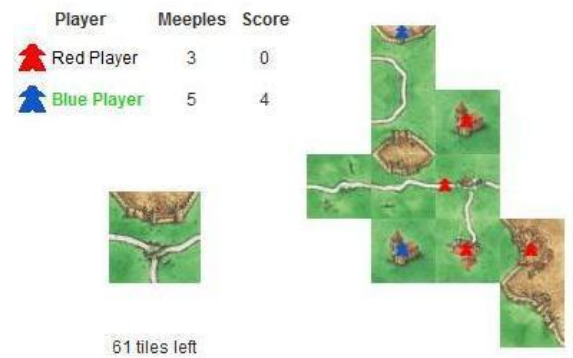 Player Meeples Score
Red Player 3 0
Blue Player 5 4
61 tiles left